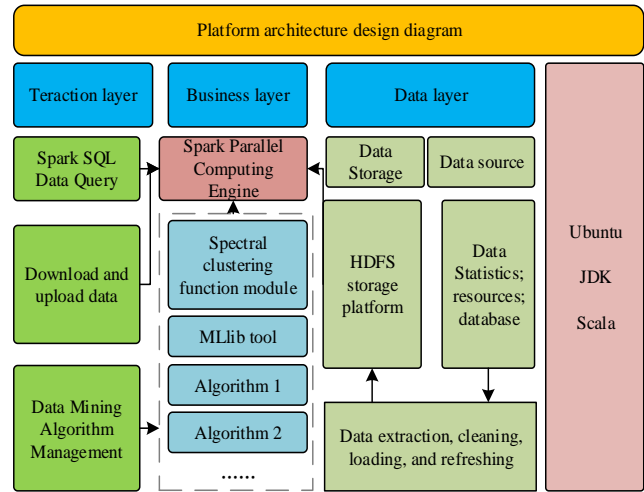 Platform architecture design diagram
Teraction layer
Business layer
Data layer
Spark SQL
Data Query
Spark Parallel
Computing
Engine
Data
Storage
Data source
Ubuntu
JDK
Scala
Download and
upload data
Spectral
clustering
function module
HDFS
storage
platform
Data
Statistics;
resources;
database
MLlib tool
Algorithm 1
Algorithm 2
......
Data Mining
Algorithm
Management
Data extraction, cleaning,
loading, and refreshing